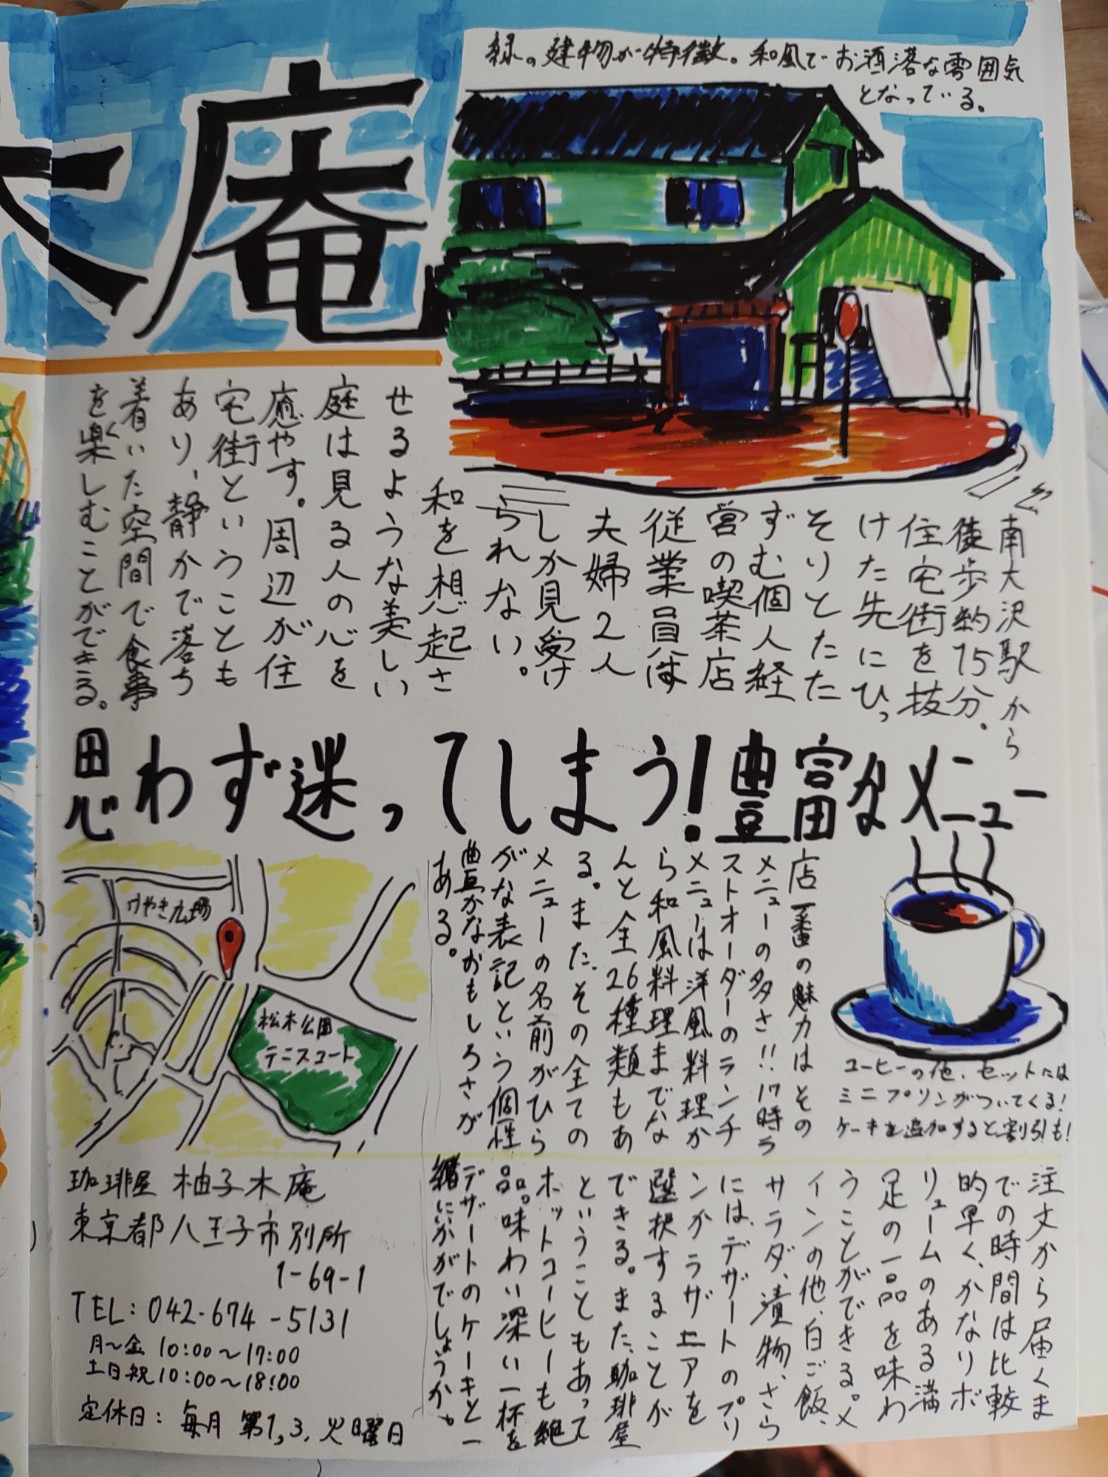 木庵
緑の建物が特徴。和風でお洒落な雰囲気
となっている。
南大沢駅から
徒歩約15分。
住宅街を抜
けた先にひっ
そりとたた
ずむ個人経
営の喫茶店
従業員は
夫婦2人
しか見受け
られない。
和を想起さ
せるような美しい
庭は見る人の心を
癒やす。周辺が住
宅街ということも
あり、静かで落ち
着いた空間で食事
を楽しむことができる。
思わず迷ってしまう!豊富なメニュー
店一番の魅力はその
メニューの多さ!!17時ラ
ストオーダーのランチ
メニューは洋風料理か
ら和風料理までな
んと全26種類もあ
る。また、その全ての
メニューの名前がひら
がな表記という個性
豊かなおもしろさが
ある。
コーヒーの他、セットには
ミニプリンがついてくる!
ケーキを追加すると割引も!
けやき広場
松木公園
テニスコート
注文から届くま
での時間は比較
的早く、かなりボ
リュームのある満
足の一品を味わ
うことができる。メ
インの他、白ご飯、
サラダ、漬物、さら
には、デザートのプリ
ンかラザニアを
選択することが
できる。また、珈琲屋
ということもあって
ホットコーヒーも絶
品。味わい深い一杯を
デザートのケーキと一
緒にいかがでしょうか。
珈琲屋 柚子木庵
東京都八王子市別所
1-69-1
TEL:042-674-5131
月~金 10:00~17:00
土日祝10:00~18:00
定休日:毎月 第1,3,火曜日